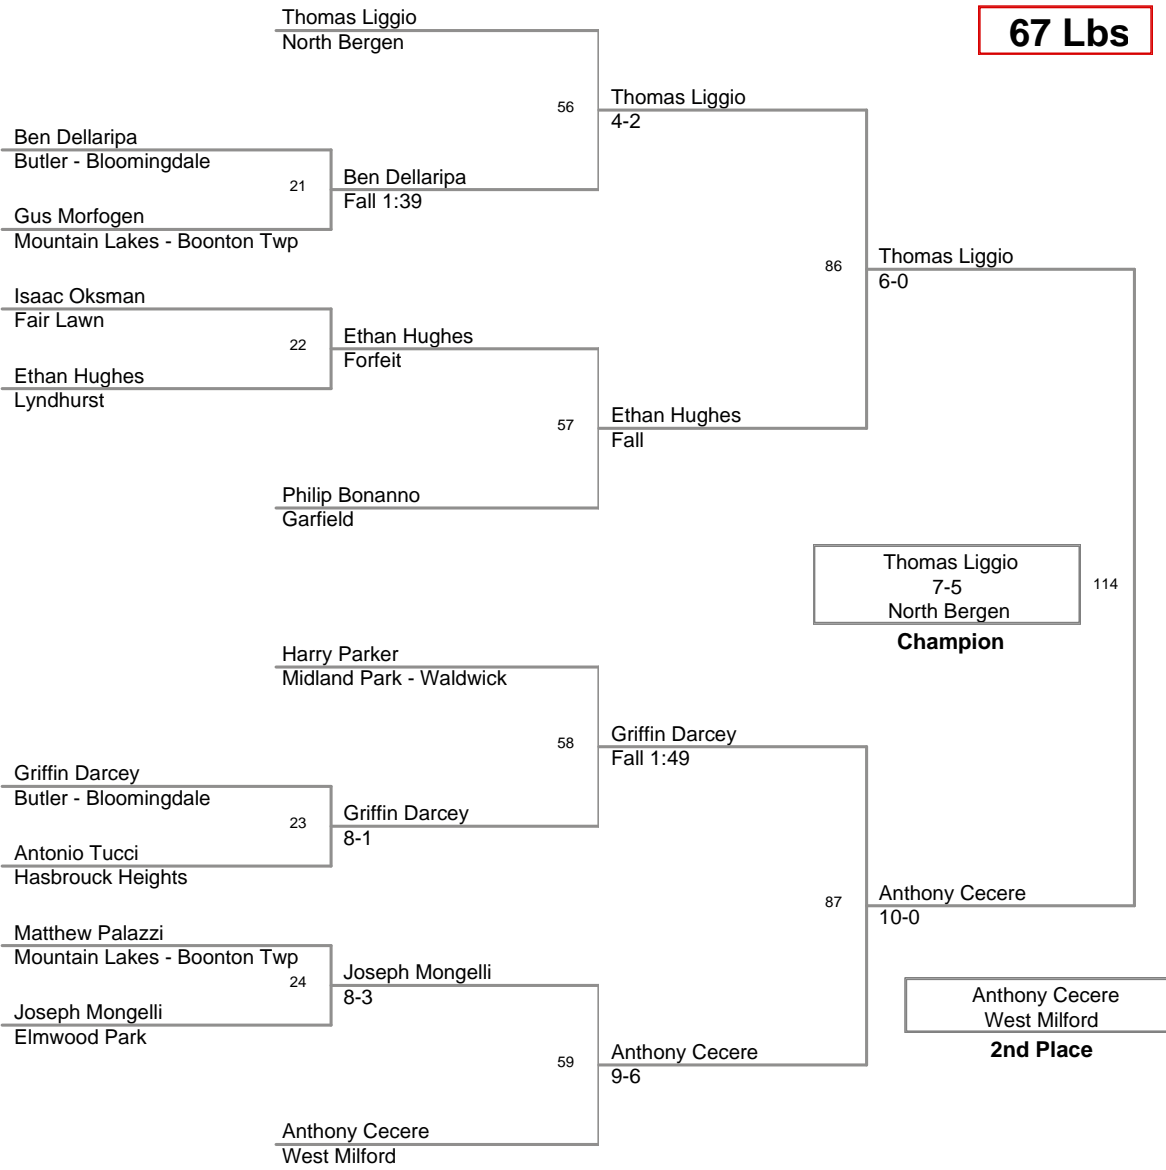 67 Lbs
Thomas Liggio
North Bergen
56
Thomas Liggio
4-2
Ben Dellaripa
Butler - Bloomingdale
21
Ben Dellaripa
Fall 1:39
Gus Morfogen
Mountain Lakes - Boonton Twp
86
Thomas Liggio
6-0
Isaac Oksman
Fair Lawn
22
Ethan Hughes
Forfeit
Ethan Hughes
Lyndhurst
57
Ethan Hughes
Fall
Philip Bonanno
Garfield
Thomas Liggio
7-5
North Bergen
114
Champion
Harry Parker
Midland Park - Waldwick
58
Griffin Darcey
Fall 1:49
Griffin Darcey
Butler - Bloomingdale
23
Griffin Darcey
8-1
Antonio Tucci
Hasbrouck Heights
87
Anthony Cecere
10-0
Matthew Palazzi
Mountain Lakes - Boonton Twp
24
Joseph Mongelli
8-3
Joseph Mongelli
Elmwood Park
Anthony Cecere
West Milford
2nd Place
59
Anthony Cecere
9-6
Anthony Cecere
West Milford